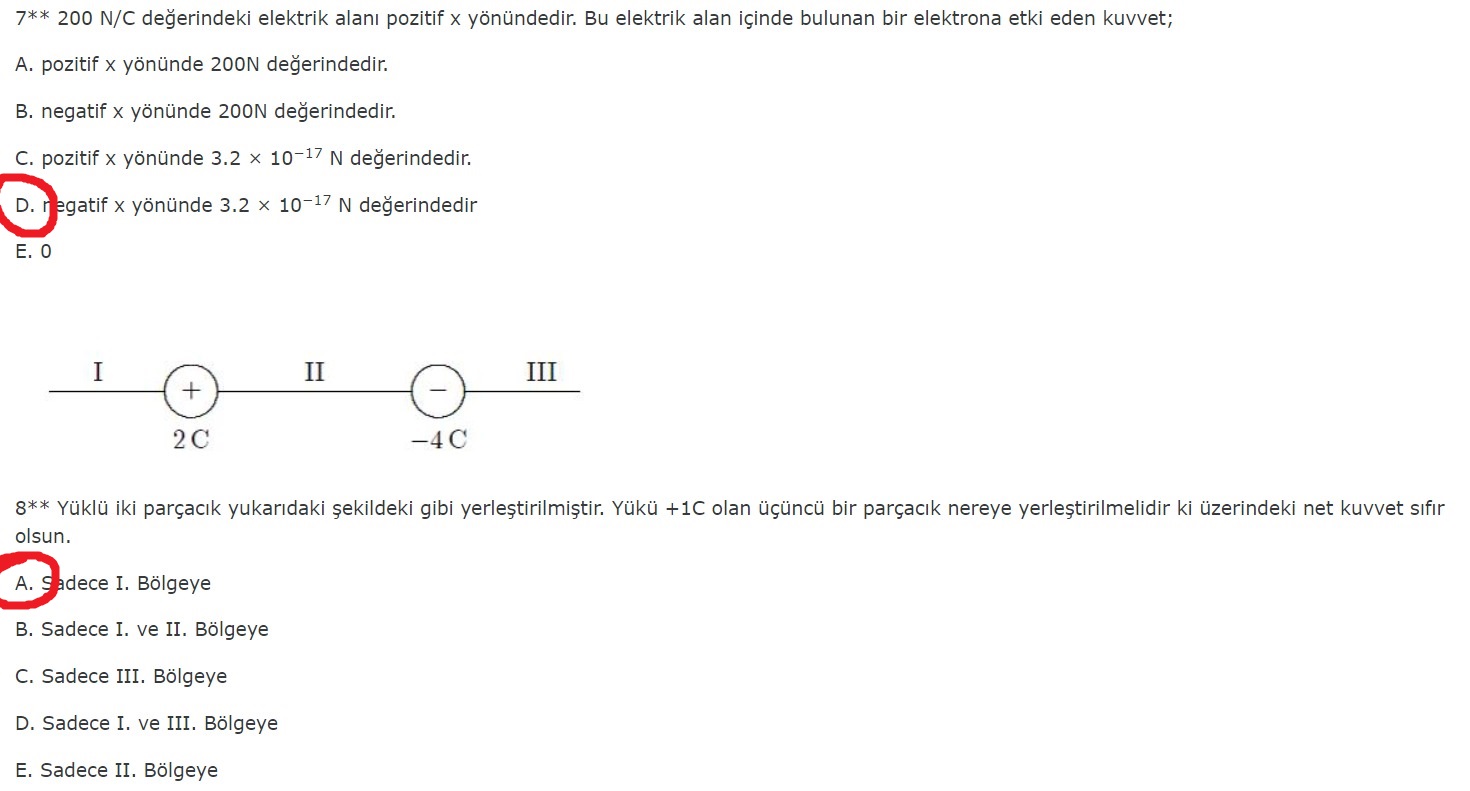 7** 200 N/C değerindeki elektrik alanı pozitif x yönündedir. Bu elektrik alan içinde bulunan bir elektrona etki eden kuvvet;
A. pozitif x yönünde 200N değerindedir.
B. negatif x yönünde 200N değerindedir.
C. pozitif x yönünde 3.2 × 10⁻¹⁷ N değerindedir.
D. negatif x yönünde 3.2 × 10⁻¹⁷ N değerindedir
E. 0
I II III
+ −
2 C −4 C
8** Yüklü iki parçacık yukarıdaki şekildeki gibi yerleştirilmiştir. Yükü +1C olan üçüncü bir parçacık nereye yerleştirilmelidir ki üzerindeki net kuvvet sıfır
olsun.
A. Sadece I. Bölgeye
B. Sadece I. ve II. Bölgeye
C. Sadece III. Bölgeye
D. Sadece I. ve III. Bölgeye
E. Sadece II. Bölgeye